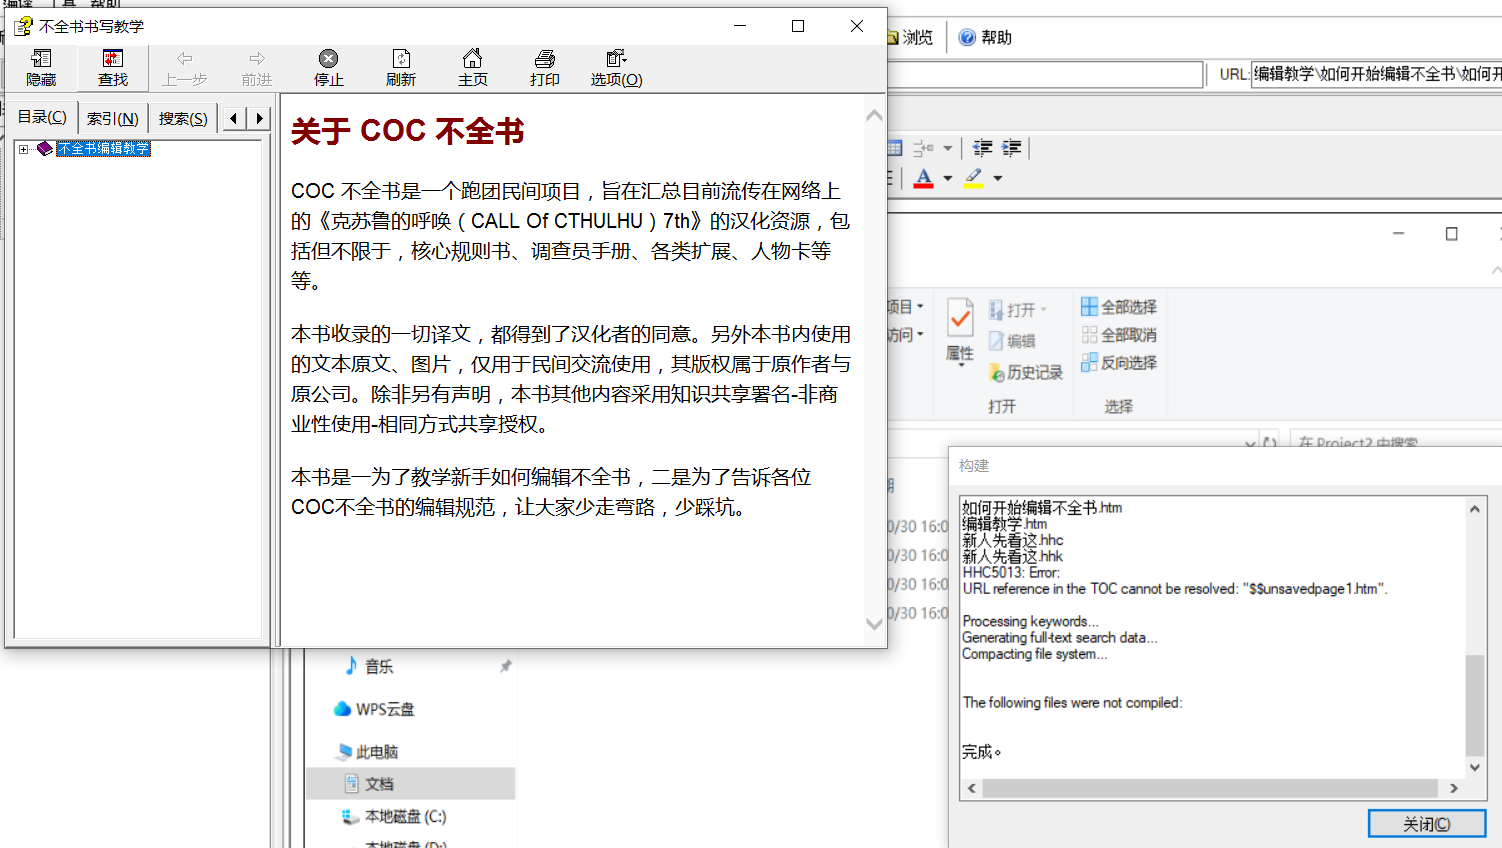 不全书书写教学
隐藏
查找
上一步
前进
停止
刷新
主页
打印
选项(O)
目录(C)
索引(N)
搜索(S)
不全书编辑教学
关于 COC 不全书
COC 不全书是一个跑团民间项目，旨在汇总目前流传在网络上
的《克苏鲁的呼唤（CALL Of CTHULHU）7th》的汉化资源，包
括但不限于，核心规则书、调查员手册、各类扩展、人物卡等
等。
本书收录的一切译文，都得到了汉化者的同意。另外本书内使用
的文本原文、图片，仅用于民间交流使用，其版权属于原作者与
原公司。除非另有声明，本书其他内容采用知识共享署名-非商
业性使用-相同方式共享授权。
本书是一为了教学新手如何编辑不全书，二是为了告诉各位
COC不全书的编辑规范，让大家少走弯路，少踩坑。
浏览
帮助
URL:
编辑教学\如何开始编辑不全书\如何开
A
项目
访问
属性
打开
编辑
历史记录
打开
全部选择
全部取消
反向选择
选择
在 Project2 中搜索
期
0/30 16:0
0/30 16:0
0/30 16:0
0/30 16:0
构建
如何开始编辑不全书.htm
编辑教学.htm
新人先看这.hhc
新人先看这.hhk
HHC5013: Error:
URL reference in the TOC cannot be resolved: "$$unsavedpage1.htm".
Processing keywords...
Generating full-text search data...
Compacting file system...
The following files were not compiled:
完成。
关闭(C)
音乐
WPS云盘
此电脑
文档
本地磁盘 (C:)
本地磁盘 (D:)